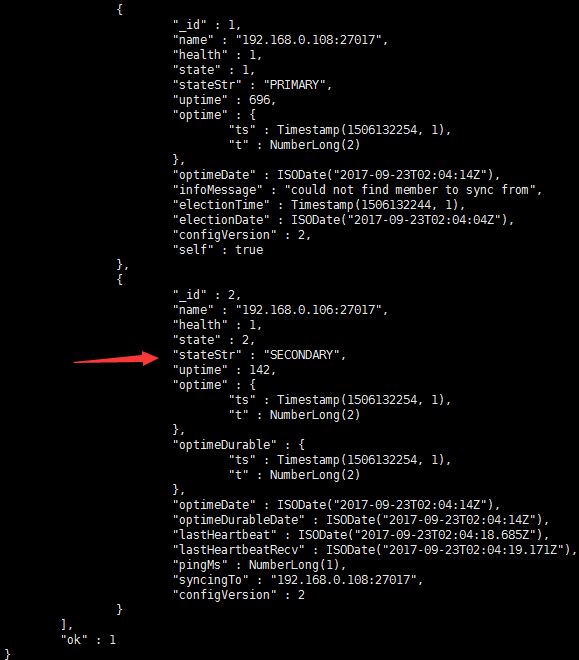 {
"_id" : 1,
"name" : "192.168.0.108:27017",
"health" : 1,
"state" : 1,
"stateStr" : "PRIMARY",
"uptime" : 696,
"optime" : {
"ts" : Timestamp(1506132254, 1),
"t" : NumberLong(2)
},
"optimeDate" : ISODate("2017-09-23T02:04:14Z"),
"infoMessage" : "could not find member to sync from",
"electionTime" : Timestamp(1506132244, 1),
"electionDate" : ISODate("2017-09-23T02:04:04Z"),
"configVersion" : 2,
"self" : true
},
{
"_id" : 2,
"name" : "192.168.0.106:27017",
"health" : 1,
"state" : 2,
"stateStr" : "SECONDARY",
"uptime" : 142,
"optime" : {
"ts" : Timestamp(1506132254, 1),
"t" : NumberLong(2)
},
"optimeDurable" : {
"ts" : Timestamp(1506132254, 1),
"t" : NumberLong(2)
},
"optimeDate" : ISODate("2017-09-23T02:04:14Z"),
"optimeDurableDate" : ISODate("2017-09-23T02:04:14Z"),
"lastHeartbeat" : ISODate("2017-09-23T02:04:18.685Z"),
"lastHeartbeatRecv" : ISODate("2017-09-23T02:04:19.171Z"),
"pingMs" : NumberLong(1),
"syncingTo" : "192.168.0.108:27017",
"configVersion" : 2
}
],
"ok" : 1
}